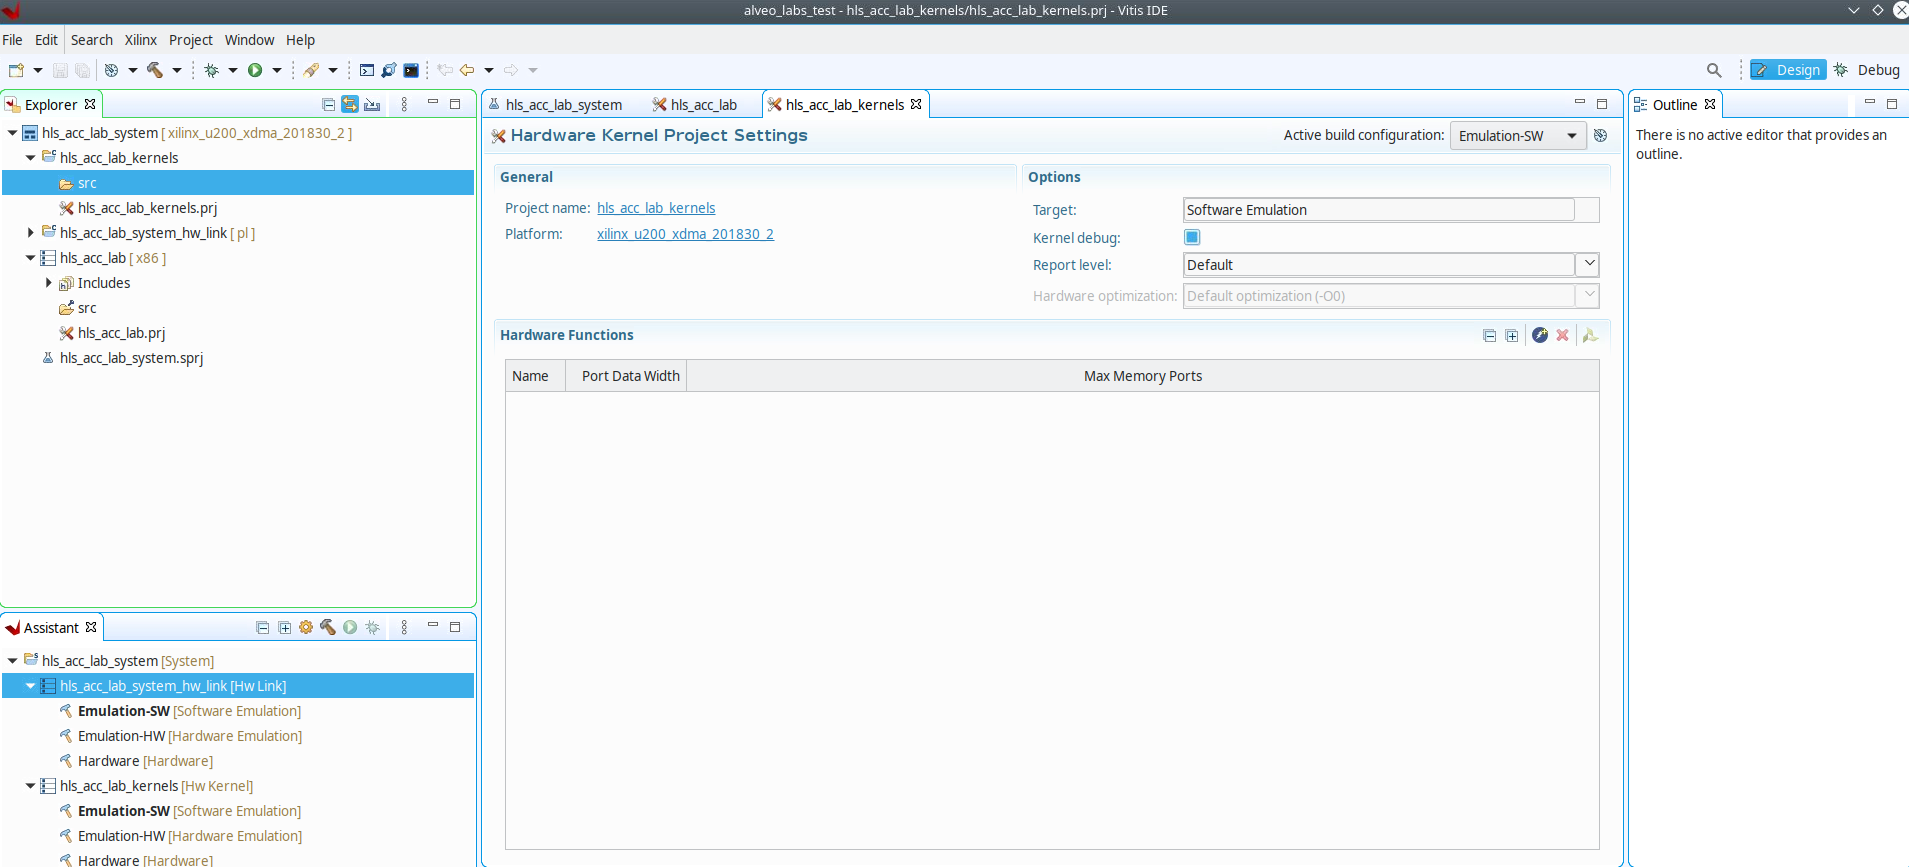 alveo_labs_test - hls_acc_lab_kernels/hls_acc_lab_kernels.prj - Vitis IDE
File Edit Search Xilinx Project Window Help
Design Debug
Explorer
hls_acc_lab_system [ xilinx_u200_xdma_201830_2 ]
hls_acc_lab_kernels
src
hls_acc_lab_kernels.prj
hls_acc_lab_system_hw_link [ pl ]
hls_acc_lab [ x86 ]
Includes
src
hls_acc_lab.prj
hls_acc_lab_system.sprj
Assistant
hls_acc_lab_system [System]
hls_acc_lab_system_hw_link [Hw Link]
Emulation-SW [Software Emulation]
Emulation-HW [Hardware Emulation]
Hardware [Hardware]
hls_acc_lab_kernels [Hw Kernel]
Emulation-SW [Software Emulation]
Emulation-HW [Hardware Emulation]
Hardware [Hardware]
hls_acc_lab_system hls_acc_lab hls_acc_lab_kernels
Hardware Kernel Project Settings
Active build configuration: Emulation-SW
General
Project name: hls_acc_lab_kernels
Platform: xilinx_u200_xdma_201830_2
Options
Target: Software Emulation
Kernel debug:
Report level: Default
Hardware optimization: Default optimization (-O0)
Hardware Functions
Name Port Data Width Max Memory Ports
Outline
There is no active editor that provides an
outline.